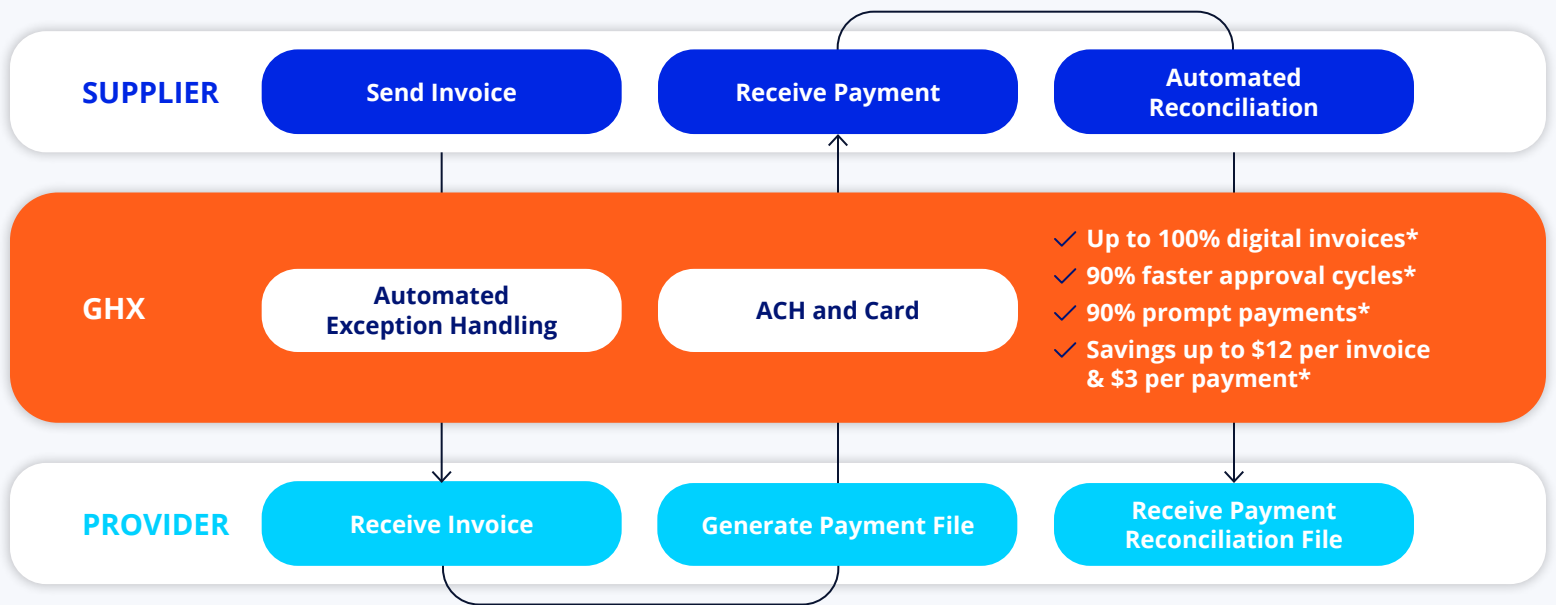 SUPPLIER
Send Invoice
Receive Payment
Automated
Reconciliation
GHX
Automated
Exception Handling
ACH and Card
Up to 100% digital invoices*
90% faster approval cycles*
90% prompt payments*
Savings up to $12 per invoice
& $3 per payment*
PROVIDER
Receive Invoice
Generate Payment File
Receive Payment
Reconciliation File